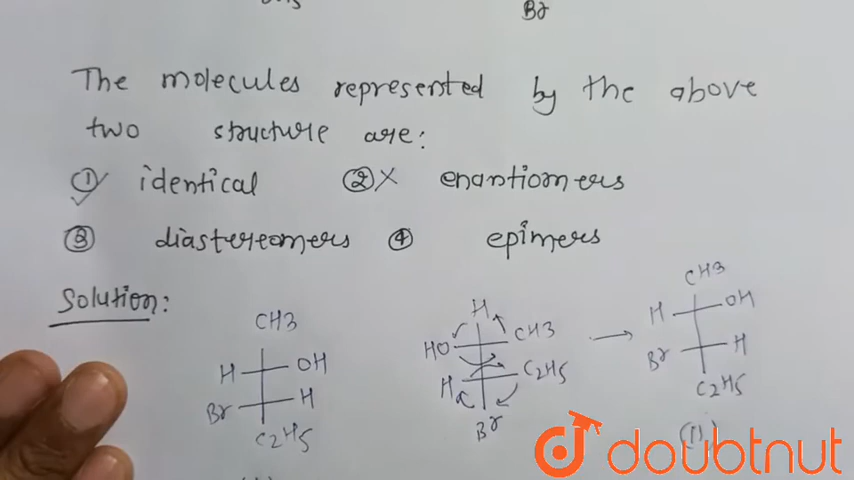 Br
The molecules represented by the above
two structure are:
① identical ②× enantiomers
③ diastereomers ④ epimers
Solution:
CH3
H OH
Br H
C2H5
H
HO CH3
H C2H5
Br
→
CH3
H OH
Br H
C2H5
doubtnut